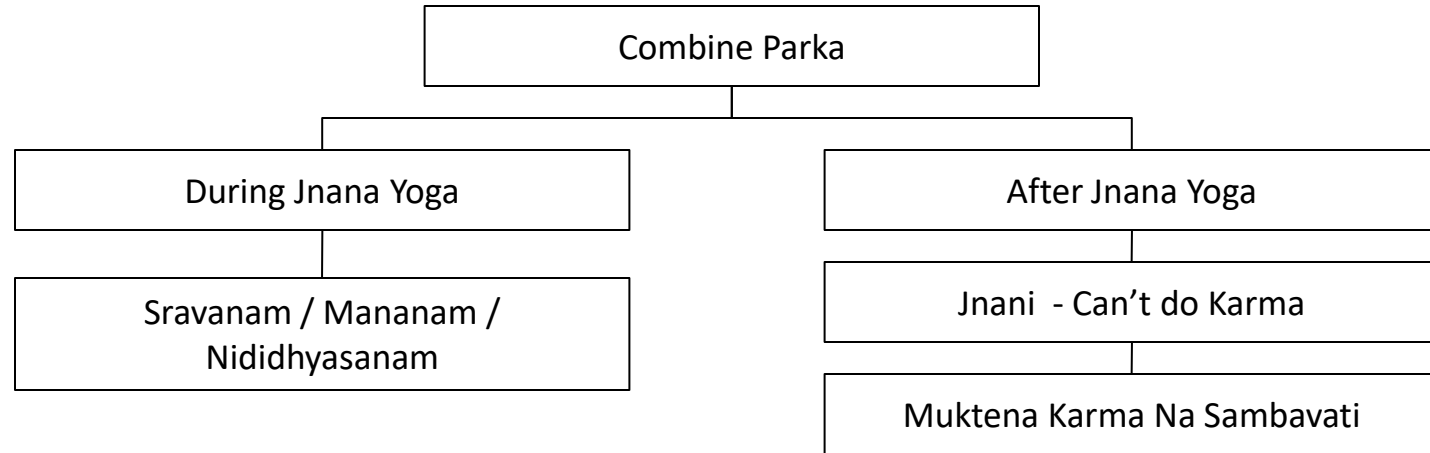 Combine Parka
During Jnana Yoga
After Jnana Yoga
Sravanam / Mananam /
Nididhyasanam
Jnani - Can't do Karma
Muktena Karma Na Sambavati